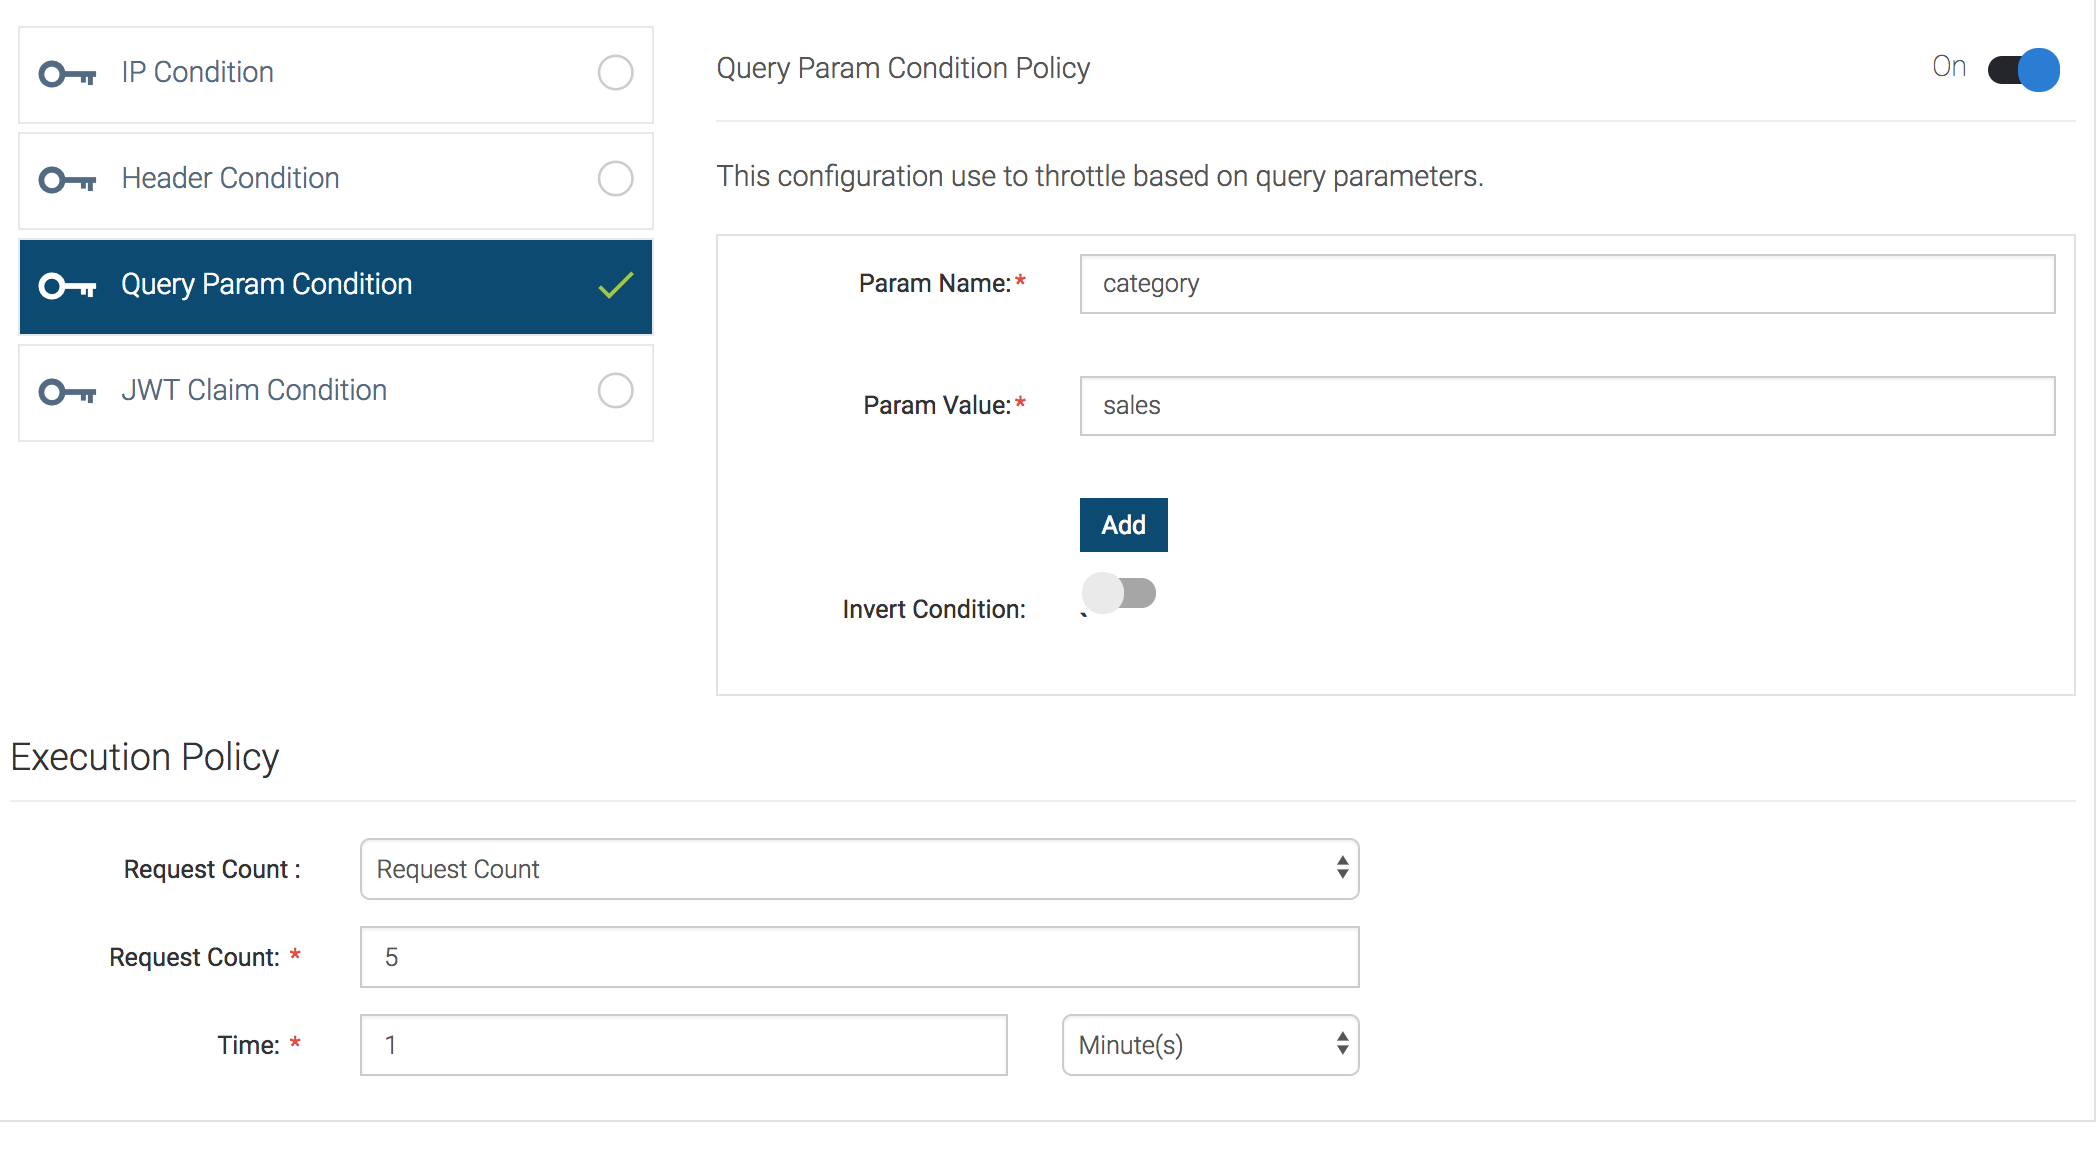 IP Condition
Header Condition
Query Param Condition
JWT Claim Condition
Query Param Condition Policy
On
This configuration use to throttle based on query parameters.
Param Name:*
category
Param Value:*
sales
Add
Invert Condition:
Execution Policy
Request Count :
Request Count
Request Count: *
5
Time: *
1
Minute(s)